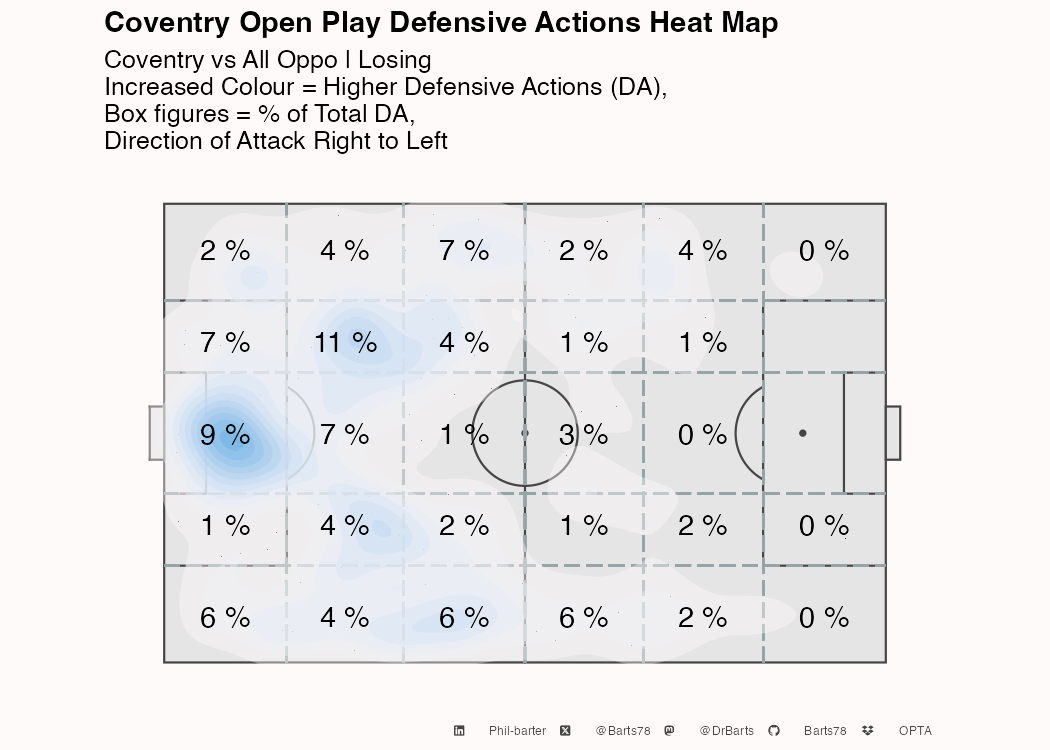 Coventry Open Play Defensive Actions Heat Map
Coventry vs All Oppo | Losing
Increased Colour = Higher Defensive Actions (DA),
Box figures = % of Total DA,
Direction of Attack Right to Left
2 % 4 % 7 % 2 % 4 % 0 %
7 % 11 % 4 % 1 % 1 %
9 % 7 % 1 % 3 % 0 %
1 % 4 % 2 % 1 % 2 % 0 %
6 % 4 % 6 % 6 % 2 % 0 %
Phil-barter @Barts78 @DrBarts Barts78 OPTA